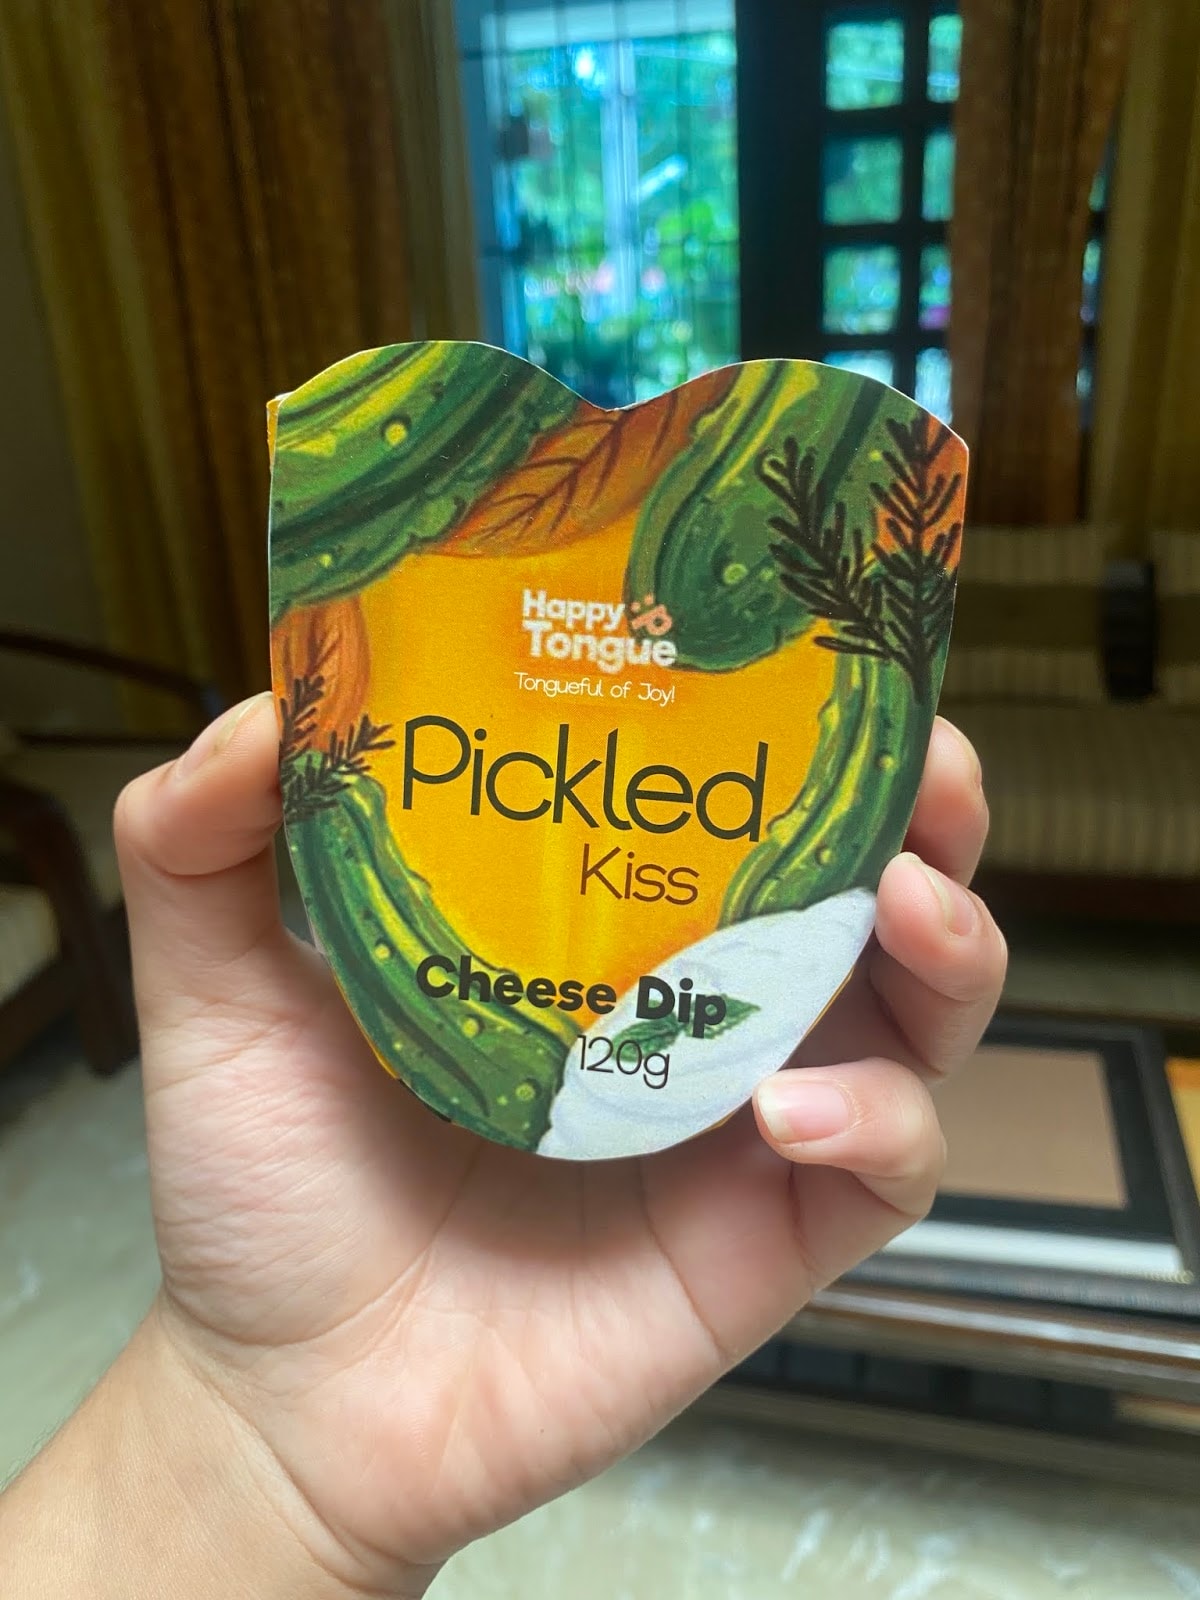 Happy
Tongue
Tongueful of Joy!
Pickled
Kiss
Cheese Dip
120g